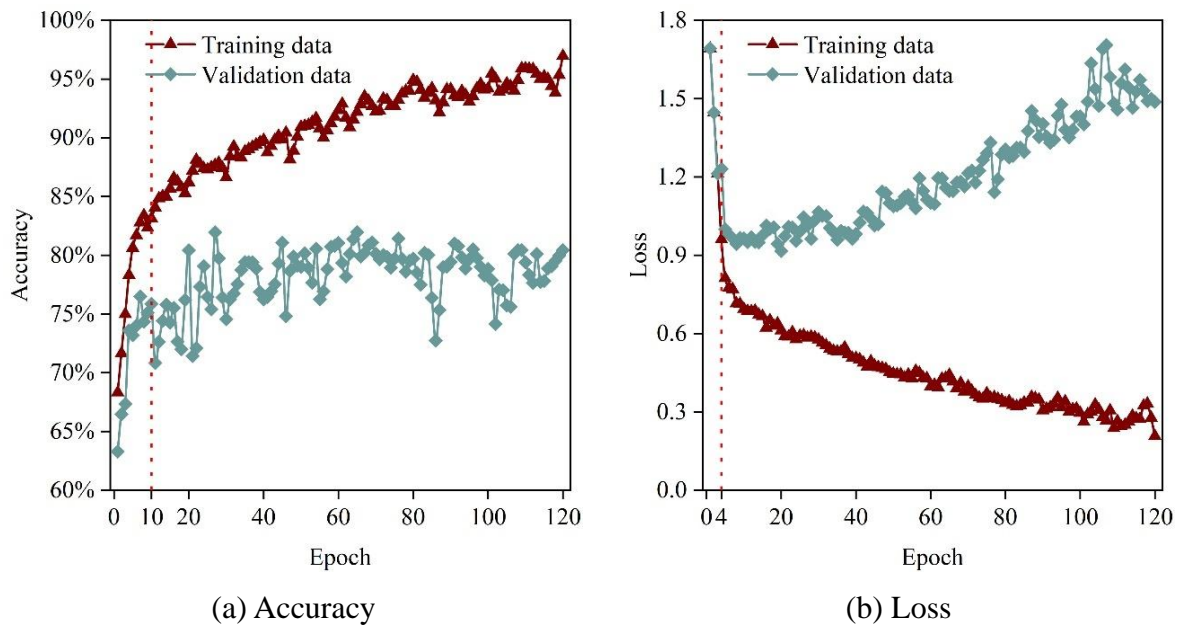 100%
95%
90%
85%
80%
75%
70%
65%
60%
Accuracy
Training data
Validation data
0 10 20 40 60 80 100 120
Epoch
(a) Accuracy
1.8
1.5
1.2
0.9
0.6
0.3
0.0
Loss
Training data
Validation data
0 4 20 40 60 80 100 120
Epoch
(b) Loss